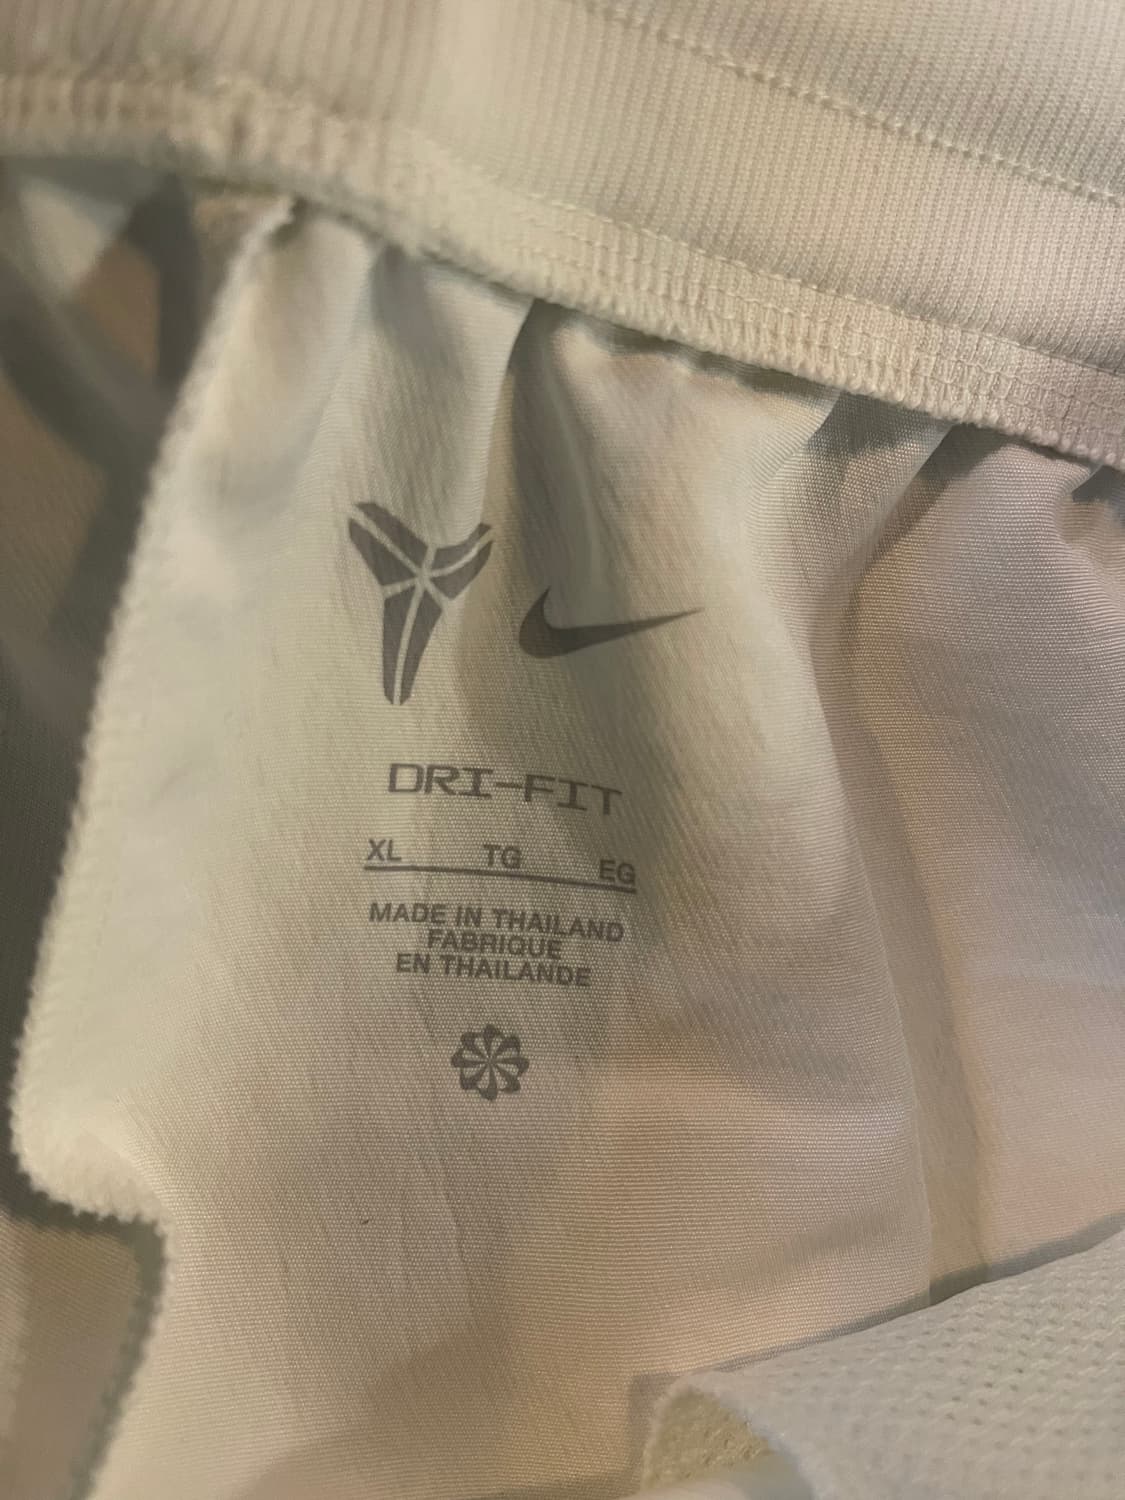 DRI-FIT
XL TG EG
MADE IN THAILAND
FABRIQUE
EN THAILANDE